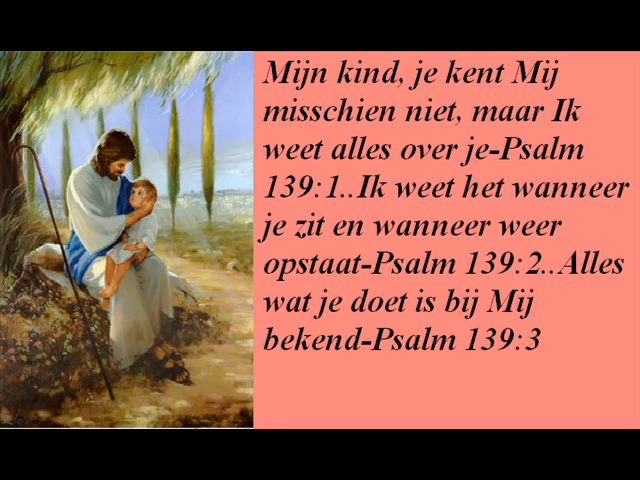 Mijn kind, je kent Mij
misschien niet, maar Ik
weet alles over je-Psalm
139:1..Ik weet het wanneer
je zit en wanneer weer
opstaat-Psalm 139:2..Alles
wat je doet is bij Mij
bekend-Psalm 139:3